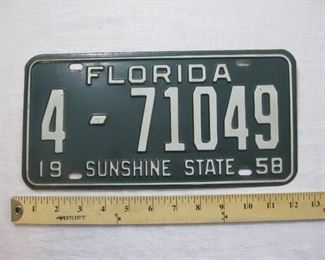 FLORIDA
4-71049
19 SUNSHINE STATE 58
1 2 3 4 5 6 7 8 9 10 11 12 13
WESTCOTT